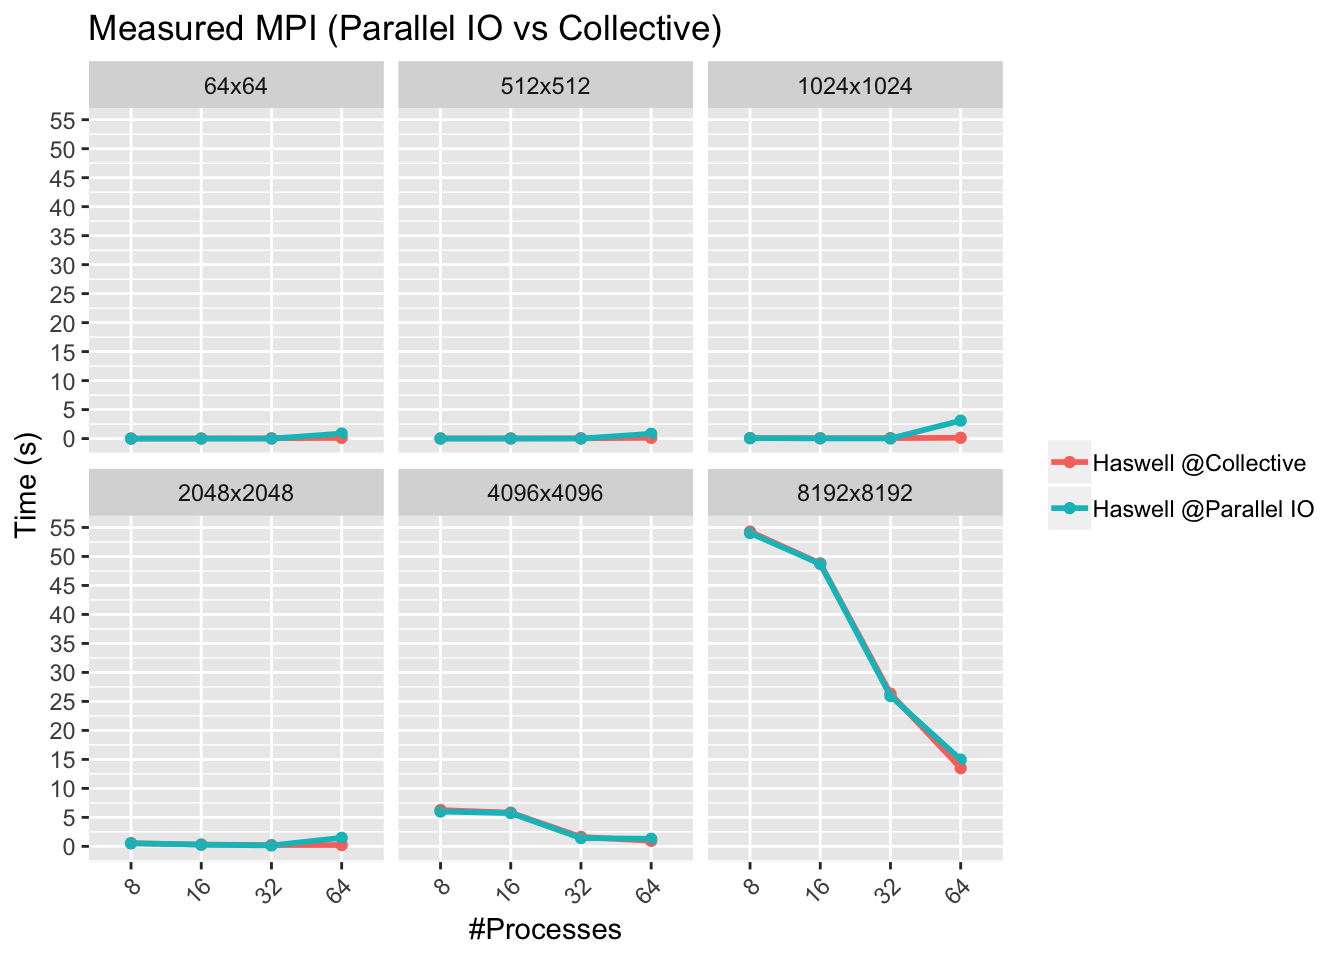 Measured MPI (Parallel IO vs Collective)
64x64
512x512
1024x1024
55
50
45
40
35
30
25
20
15
10
5
0
2048x2048
4096x4096
8192x8192
55
50
45
40
35
30
25
20
15
10
5
0
8 16 32 64
8 16 32 64
8 16 32 64
#Processes
Time (s)
Haswell @Collective
Haswell @Parallel IO